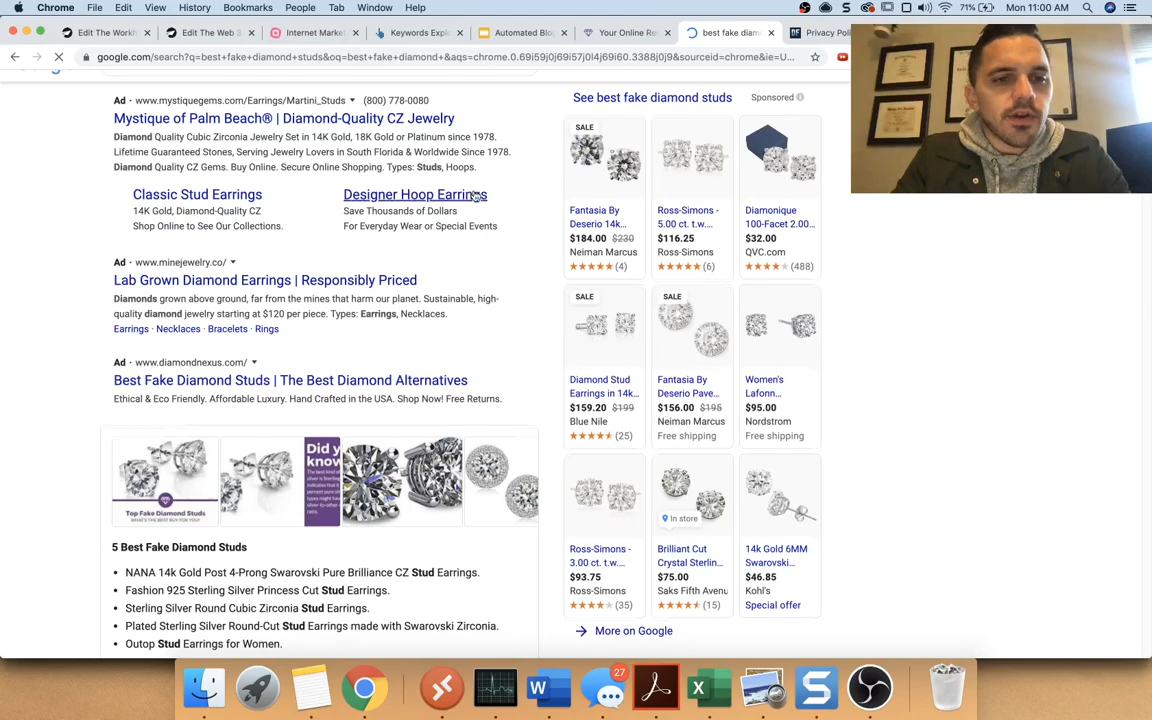 Chrome File Edit View History Bookmarks People Tab Window Help
71% Mon 11:00 AM
Edit The Workh
Edit The Web 3
Internet Market
Keywords Explo
Automated Blog
Your Online Re
best fake diam
Privacy Poli
google.com/search?q=best+fake+diamond+studs&oq=best+fake+diamond+&aqs=chrome.0.69i59j0j0l7j0l4j69i60.3388j0j9&sourceid=chrome&ie=U...
Ad · www.mystiquegems.com/Earrings/Martini_Studs (800) 778-0080
Mystique of Palm Beach® | Diamond-Quality CZ Jewelry
Diamond Quality Cubic Zirconia Jewelry Set in 14K Gold, 18K Gold or Platinum since 1978.
Lifetime Guaranteed Stones, Serving Jewelry Lovers in South Florida & Worldwide Since 1978.
Diamond Quality CZ Gems. Buy Online. Secure Online Shopping. Types: Studs, Hoops.
Classic Stud Earrings
14K Gold, Diamond-Quality CZ
Shop Online to See Our Collections.
Designer Hoop Earrings
Save Thousands of Dollars
For Everyday Wear or Special Events
Ad · www.minejewelry.co/
Lab Grown Diamond Earrings | Responsibly Priced
Diamonds grown above ground, far from the mines that harm our planet. Sustainable, high-
quality diamond jewelry starting at $120 per piece. Types: Earrings, Necklaces.
Earrings · Necklaces · Bracelets · Rings
Ad · www.diamondnexus.com/
Best Fake Diamond Studs | The Best Diamond Alternatives
Ethical & Eco Friendly. Affordable Luxury. Hand Crafted in the USA. Shop Now! Free Returns.
Top Fake Diamond Studs
WHAT'S THE BEST BUY FOR YOU?
Did y
know
5 Best Fake Diamond Studs
• NANA 14k Gold Post 4-Prong Swarovski Pure Brilliance CZ Stud Earrings.
• Fashion 925 Sterling Silver Princess Cut Stud Earrings.
• Sterling Silver Round Cubic Zirconia Stud Earrings.
• Plated Sterling Silver Round-Cut Stud Earrings made with Swarovski Zirconia.
• Outop Stud Earrings for Women.
See best fake diamond studs
Sponsored
SALE
Fantasia By
Deserio 14k...
$184.00 $230
Neiman Marcus
(4)
Ross-Simons -
5.00 ct. t.w....
$116.25
Ross-Simons
(6)
Diamonique
100-Facet 2.00...
$32.00
QVC.com
(488)
SALE
Diamond Stud
Earrings in 14k...
$159.20 $199
Blue Nile
(25)
SALE
Fantasia By
Deserio Pave...
$156.00 $195
Neiman Marcus
Free shipping
Women's
Lafonn...
$95.00
Nordstrom
Free shipping
Ross-Simons -
3.00 ct. t.w....
$93.75
Ross-Simons
(35)
In store
Brilliant Cut
Crystal Sterlin...
$75.00
Saks Fifth Avenu
(15)
14k Gold 6MM
Swarovski...
$46.85
Kohl's
Special offer
More on Google
27